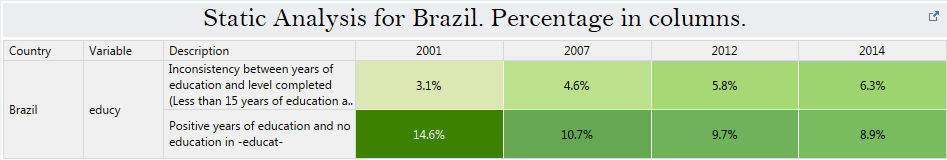 Static Analysis for Brazil. Percentage in columns.
Country Variable Description 2001 2007 2012 2014
Brazil educy
Inconsistency between years of
education and level completed
(Less than 15 years of education a..
3.1% 4.6% 5.8% 6.3%
Positive years of education and no
education in -educat-
14.6% 10.7% 9.7% 8.9%